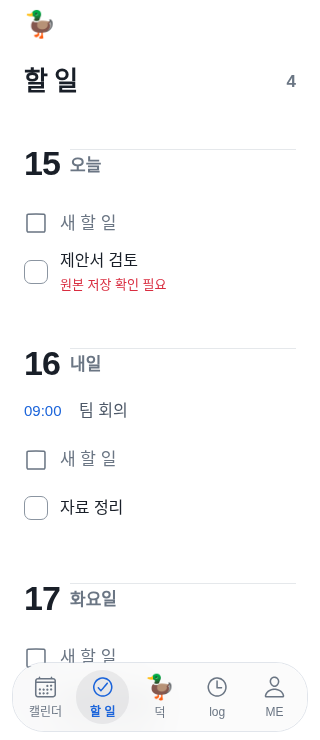 할 일
4
15 오늘
새 할 일
제안서 검토
원본 저장 확인 필요
16 내일
09:00 팀 회의
새 할 일
자료 정리
17 화요일
새 할 일
캘린더 할 일 덕 log ME